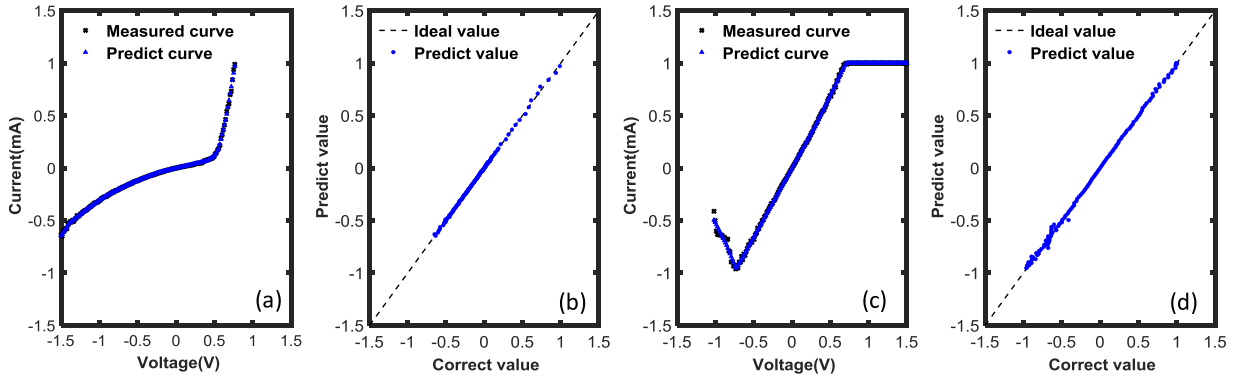 1.5
Measured curve
Predict curve
1
0.5
0
-0.5
-1
-1.5
Current(mA)
(a)
-1.5 -1 -0.5 0 0.5 1 1.5
Voltage(V)
1.5
Ideal value
Predict value
1
0.5
0
-0.5
-1
-1.5
Predict value
(b)
-1.5 -1 -0.5 0 0.5 1 1.5
Correct value
1.5
Measured curve
Predict curve
1
0.5
0
-0.5
-1
-1.5
Current(mA)
(c)
-1.5 -1 -0.5 0 0.5 1 1.5
Voltage(V)
1.5
Ideal value
Predict value
1
0.5
0
-0.5
-1
-1.5
Predict value
(d)
-1.5 -1 -0.5 0 0.5 1 1.5
Correct value